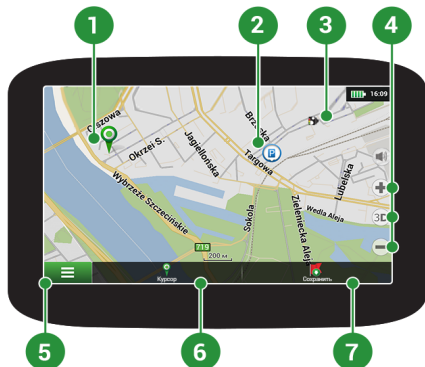 1
2
3
4
16:09
Olszowa
Okrzei S.
Jagiellońska
Brzeska
Targowa
Wybrzeże Szczecińskie
Lubelska
3D
Wedla Aleja
Zieleniecka Aleja
Sokola
719
200 м
Курсор
Сохранить
5
6
7